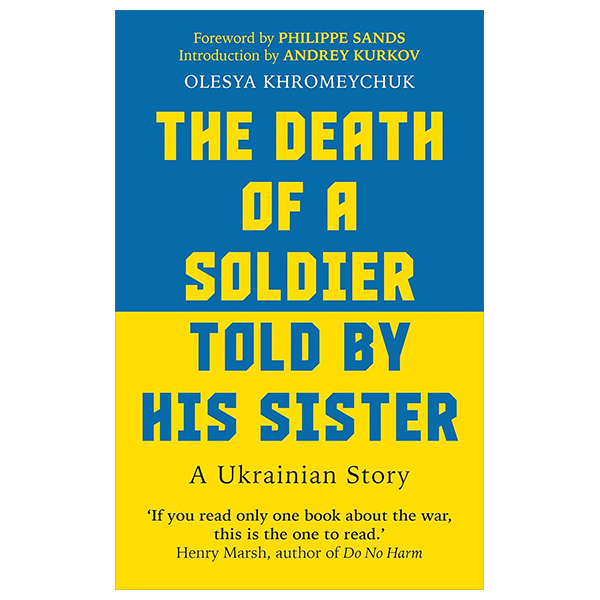 Foreword by PHILIPPE SANDS
Introduction by ANDREY KURKOV
OLESYA KHROMEYCHUK
THE DEATH
OF A
SOLDIER
TOLD BY
HIS SISTER
A Ukrainian Story
‘If you read only one book about the war,
this is the one to read.’
Henry Marsh, author of Do No Harm